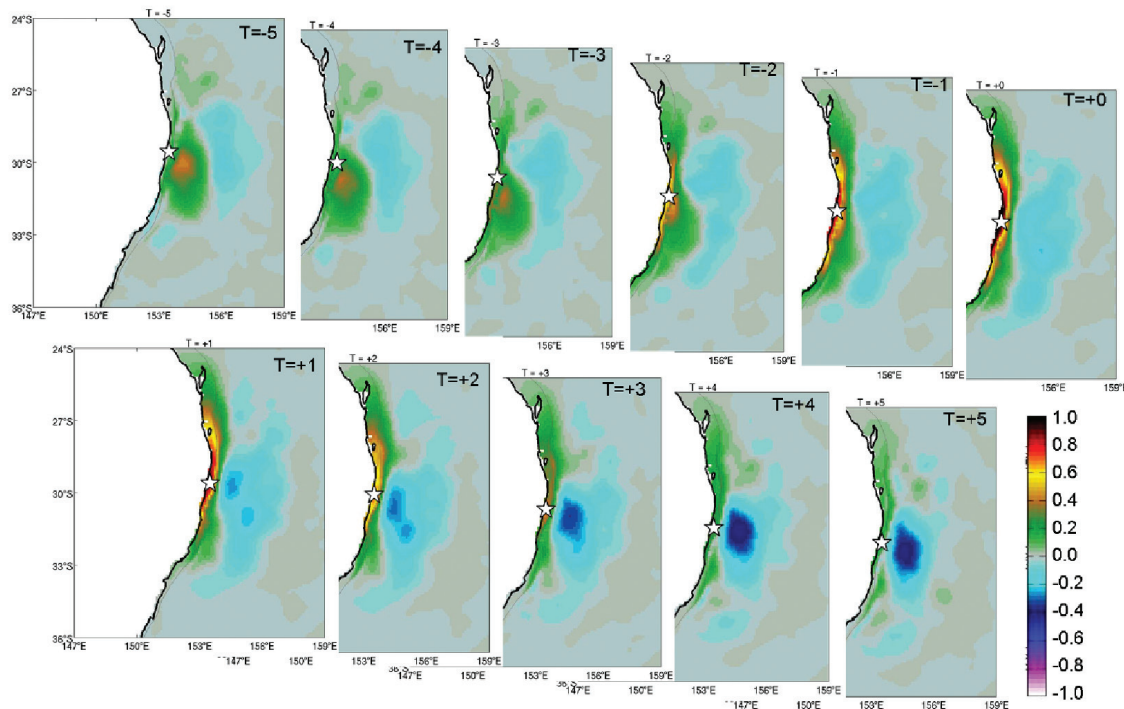 T = -5
T=-5
T = -4
T=-4
T = -3
T=-3
T = -2
T=-2
T = -1
T=-1
T = +0
T=+0
24°S
27°S
30°S
33°S
36°S
147°E 150°E 153°E 156°E 159°E
156°E 159°E
156°E 159°E
156°E 159°E
156°E 159°E
156°E 159°E
T = +1
T=+1
T = +2
T=+2
T = +3
T=+3
T = +4
T=+4
T = +5
T=+5
24°S
27°S
30°S
33°S
36°S
150°E 153°E 156°E 159°E
153°E 156°E 159°E
153°E 156°E 159°E
153°E 156°E 159°E
153°E 156°E 159°E
147°E 150°E
147°E 150°E
147°E 150°E
1.0
0.8
0.6
0.4
0.2
0.0
-0.2
-0.4
-0.6
-0.8
-1.0